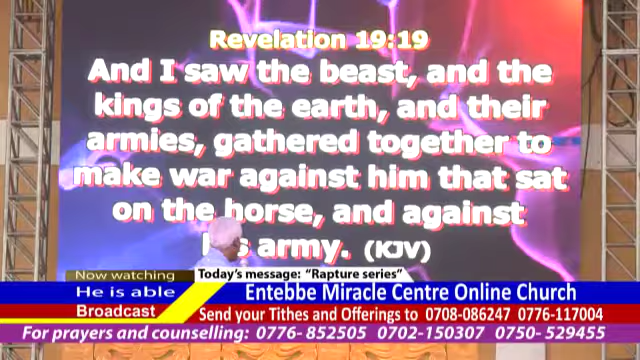 Revelation 19:19
And I saw the beast, and the
kings of the earth, and their
armies, gathered together to
make war against him that sat
on the horse, and against
his army. (KJV)
Now watching
Today's message: "Rapture series"
He is able
Entebbe Miracle Centre Online Church
Broadcast
Send your Tithes and Offerings to 0708-086247 0776-117004
For prayers and counselling: 0776- 852505 0702-150307 0750- 529455